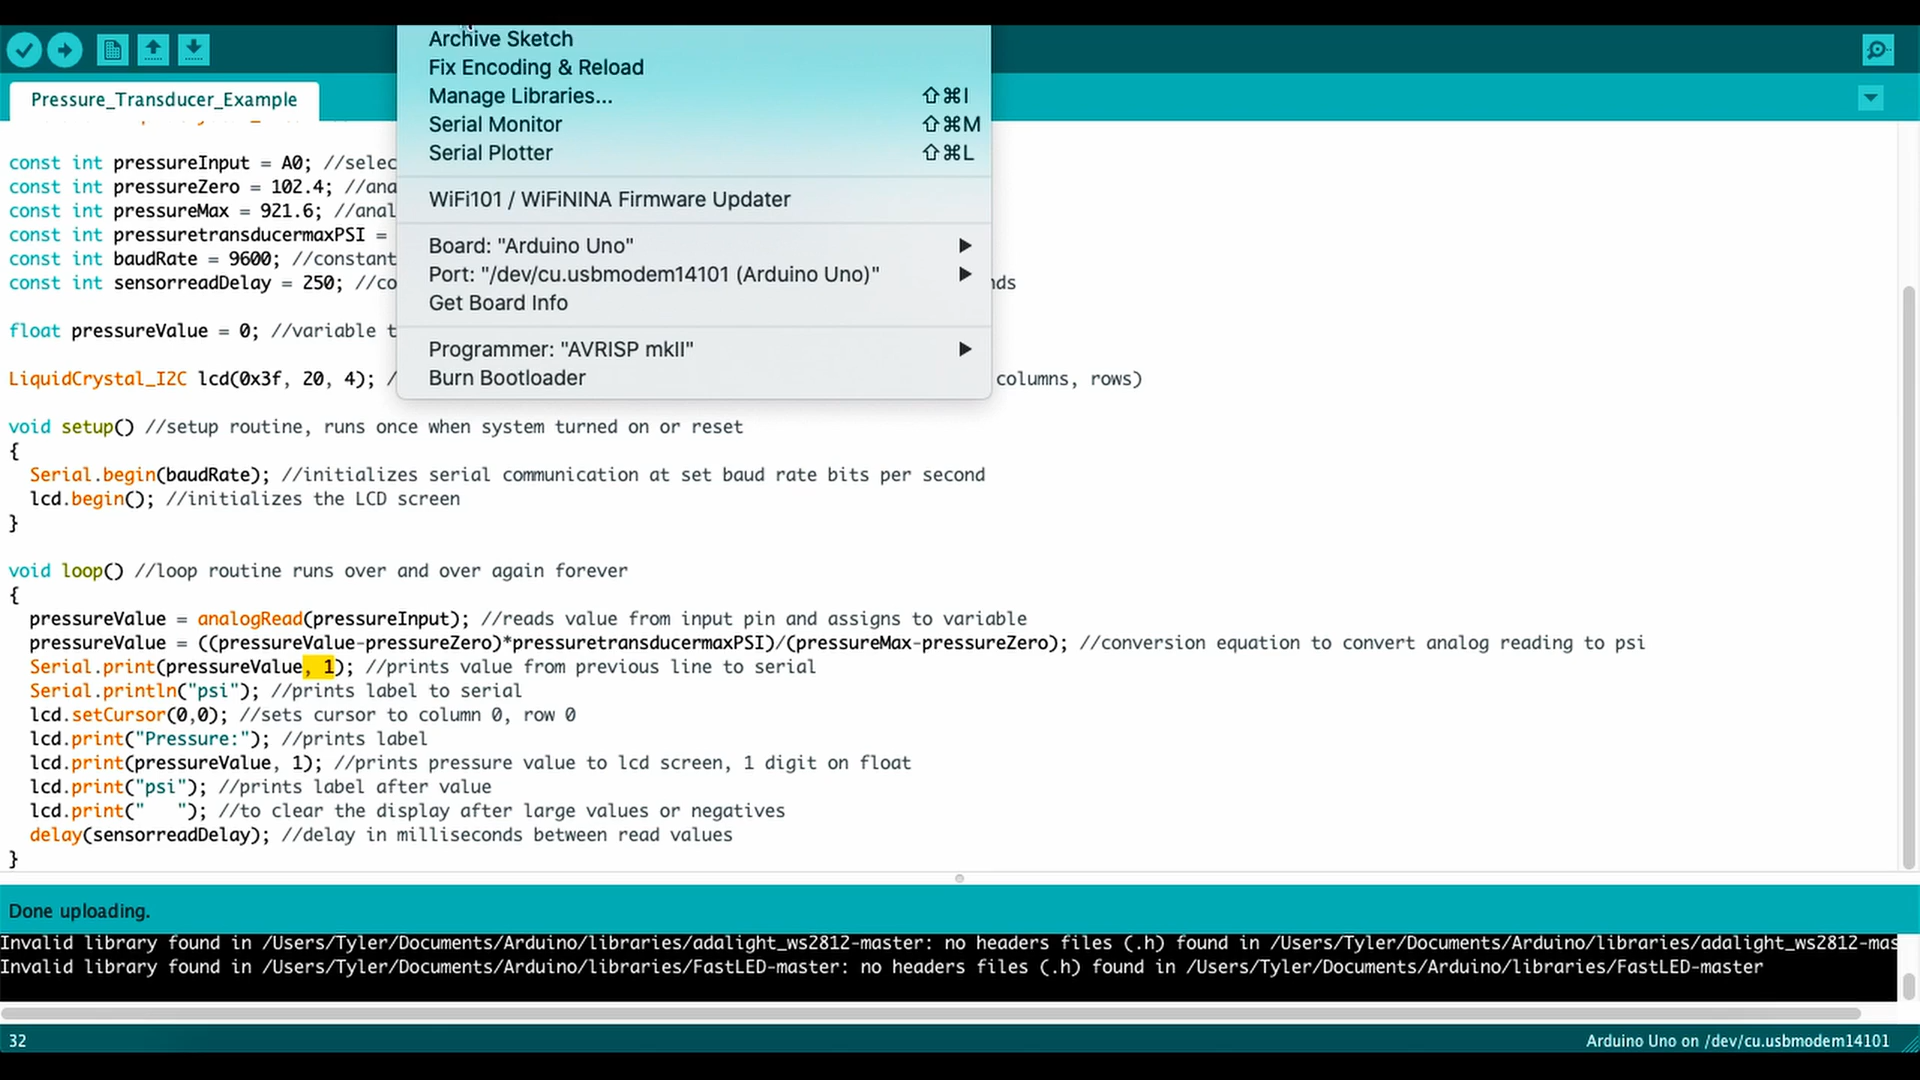 Archive Sketch
Fix Encoding & Reload
Manage Libraries... ⇧⌘I
Serial Monitor ⇧⌘M
Serial Plotter ⇧⌘L
WiFi101 / WiFiNINA Firmware Updater
Board: "Arduino Uno"
Port: "/dev/cu.usbmodem14101 (Arduino Uno)"
Get Board Info
Programmer: "AVRISP mkII"
Burn Bootloader
Pressure_Transducer_Example
const int pressureInput = A0; //selec
const int pressureZero = 102.4; //ana
const int pressureMax = 921.6; //anal
const int pressuretransducermaxPSI =
const int baudRate = 9600; //constant
const int sensorreadDelay = 250; //co nds
float pressureValue = 0; //variable t
LiquidCrystal_I2C lcd(0x3f, 20, 4); / columns, rows)
void setup() //setup routine, runs once when system turned on or reset
{
Serial.begin(baudRate); //initializes serial communication at set baud rate bits per second
lcd.begin(); //initializes the LCD screen
}
void loop() //loop routine runs over and over again forever
{
pressureValue = analogRead(pressureInput); //reads value from input pin and assigns to variable
pressureValue = ((pressureValue-pressureZero)*pressuretransducermaxPSI)/(pressureMax-pressureZero); //conversion equation to convert analog reading to psi
Serial.print(pressureValue, 1); //prints value from previous line to serial
Serial.println("psi"); //prints label to serial
lcd.setCursor(0,0); //sets cursor to column 0, row 0
lcd.print("Pressure:"); //prints label
lcd.print(pressureValue, 1); //prints pressure value to lcd screen, 1 digit on float
lcd.print("psi"); //prints label after value
lcd.print("   "); //to clear the display after large values or negatives
delay(sensorreadDelay); //delay in milliseconds between read values
}
Done uploading.
Invalid library found in /Users/Tyler/Documents/Arduino/libraries/adalight_ws2812-master: no headers files (.h) found in /Users/Tyler/Documents/Arduino/libraries/adalight_ws2812-mas
Invalid library found in /Users/Tyler/Documents/Arduino/libraries/FastLED-master: no headers files (.h) found in /Users/Tyler/Documents/Arduino/libraries/FastLED-master
32
Arduino Uno on /dev/cu.usbmodem14101